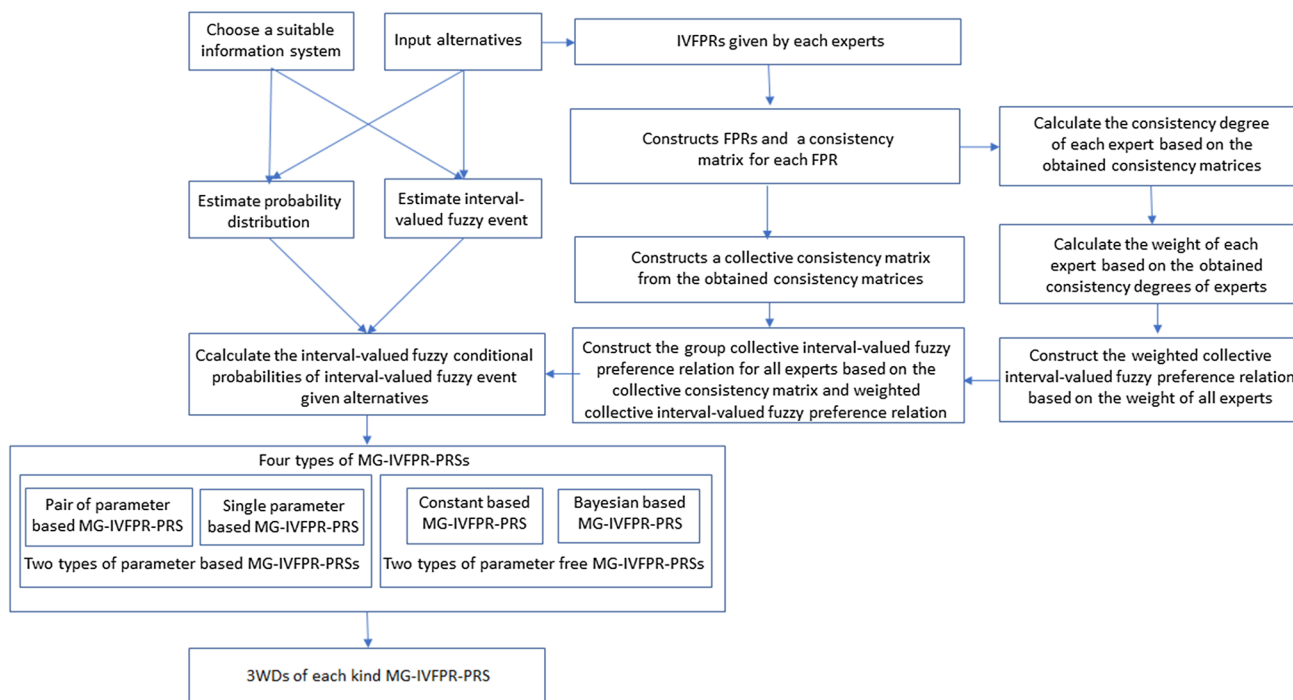 Choose a suitable
information system
Input alternatives
IVFPRs given by each experts
Constructs FPRs and a consistency
matrix for each FPR
Calculate the consistency degree
of each expert based on the
obtained consistency matrices
Estimate probability
distribution
Estimate interval-
valued fuzzy event
Constructs a collective consistency matrix
from the obtained consistency matrices
Calculate the weight of each
expert based on the obtained
consistency degrees of experts
Ccalculate the interval-valued fuzzy conditional
probabilities of interval-valued fuzzy event
given alternatives
Construct the group collective interval-valued fuzzy
preference relation for all experts based on the
collective consistency matrix and weighted
collective interval-valued fuzzy preference relation
Construct the weighted collective
interval-valued fuzzy preference relation
based on the weight of all experts
Four types of MG-IVFPR-PRSs
Pair of parameter
based MG-IVFPR-PRS
Single parameter
based MG-IVFPR-PRS
Constant based
MG-IVFPR-PRS
Bayesian based
MG-IVFPR-PRS
Two types of parameter based MG-IVFPR-PRSs
Two types of parameter free MG-IVFPR-PRSs
3WDs of each kind MG-IVFPR-PRS